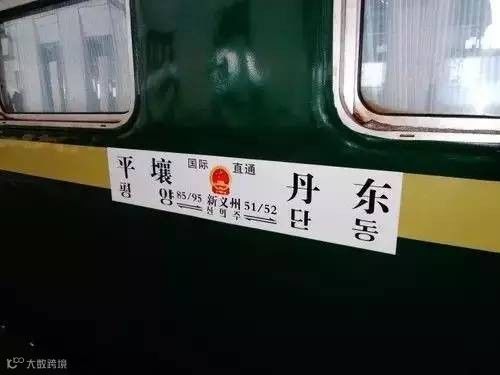 国际 直通
平壤 丹东
85/95 新义州 51/52
평양 신의주 단동
大数跨境